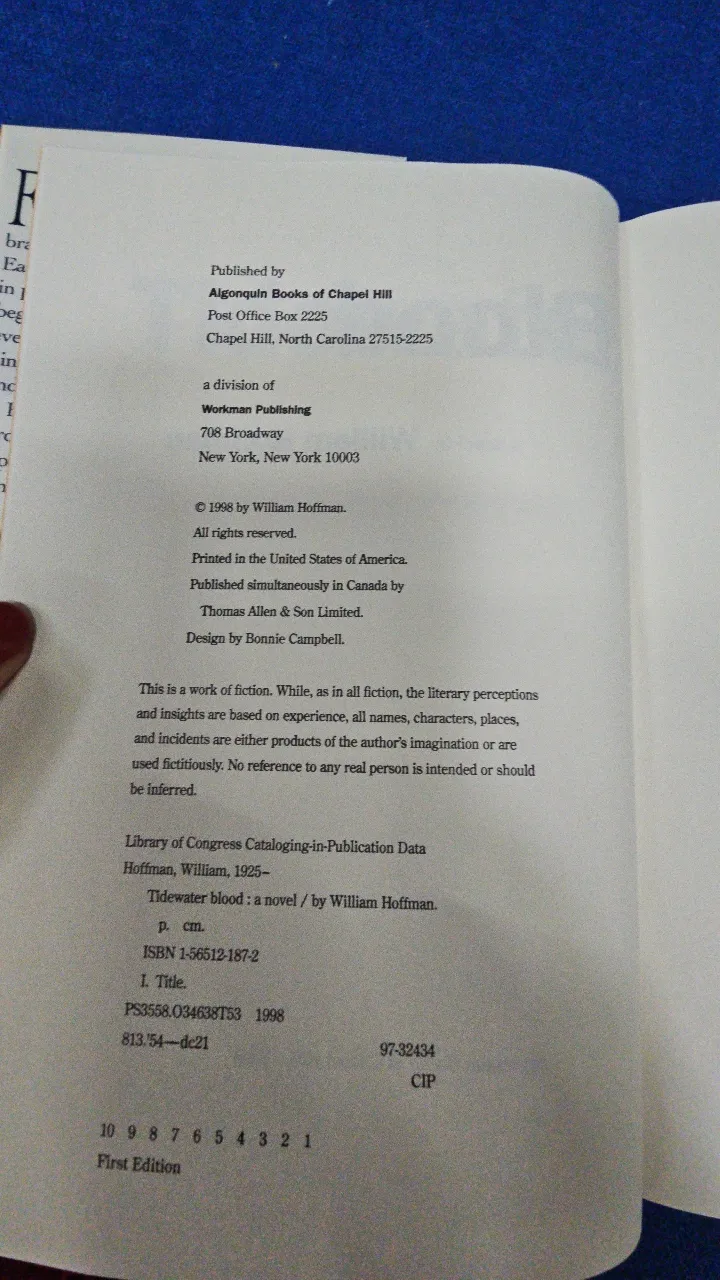 Published by
Algonquin Books of Chapel Hill
Post Office Box 2225
Chapel Hill, North Carolina 27515-2225
a division of
Workman Publishing
708 Broadway
New York, New York 10003
© 1998 by William Hoffman.
All rights reserved.
Printed in the United States of America.
Published simultaneously in Canada by
Thomas Allen & Son Limited.
Design by Bonnie Campbell.
This is a work of fiction. While, as in all fiction, the literary perceptions
and insights are based on experience, all names, characters, places,
and incidents are either products of the author's imagination or are
used fictitiously. No reference to any real person is intended or should
be inferred.
Library of Congress Cataloging-in-Publication Data
Hoffman, William, 1925–
Tidewater blood : a novel / by William Hoffman.
p. cm.
ISBN 1-56512-187-2
I. Title.
PS3558.O34638T53 1998
813.'54—dc21
97-32434
CIP
10 9 8 7 6 5 4 3 2 1
First Edition